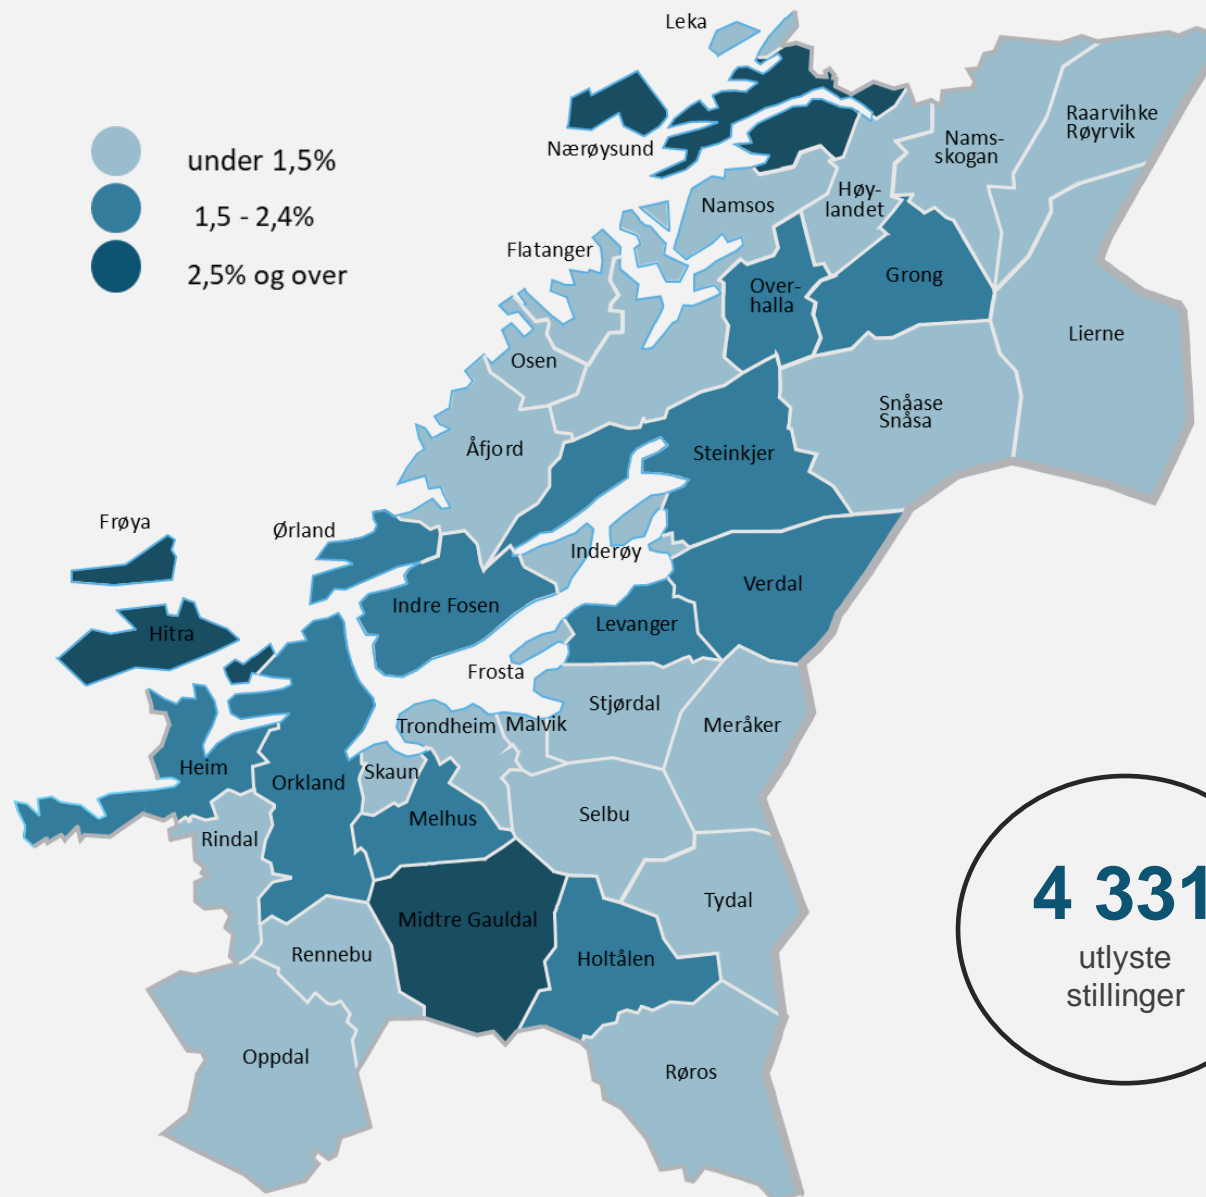 Leka
under 1,5%
1,5 - 2,4%
2,5% og over
Nærøysund
Raarvihke
Røyrvik
Nams-
skogan
Høy-
landet
Namsos
Flatanger
Over-
halla
Grong
Lierne
Osen
Snåase
Snåsa
Åfjord
Steinkjer
Frøya
Ørland
Inderøy
Verdal
Indre Fosen
Levanger
Hitra
Frosta
Stjørdal
Meråker
Trondheim
Malvik
Heim
Skaun
Orkland
Melhus
Selbu
Rindal
Tydal
Midtre Gauldal
Rennebu
Holtålen
Oppdal
Røros
4 331
utlyste
stillinger